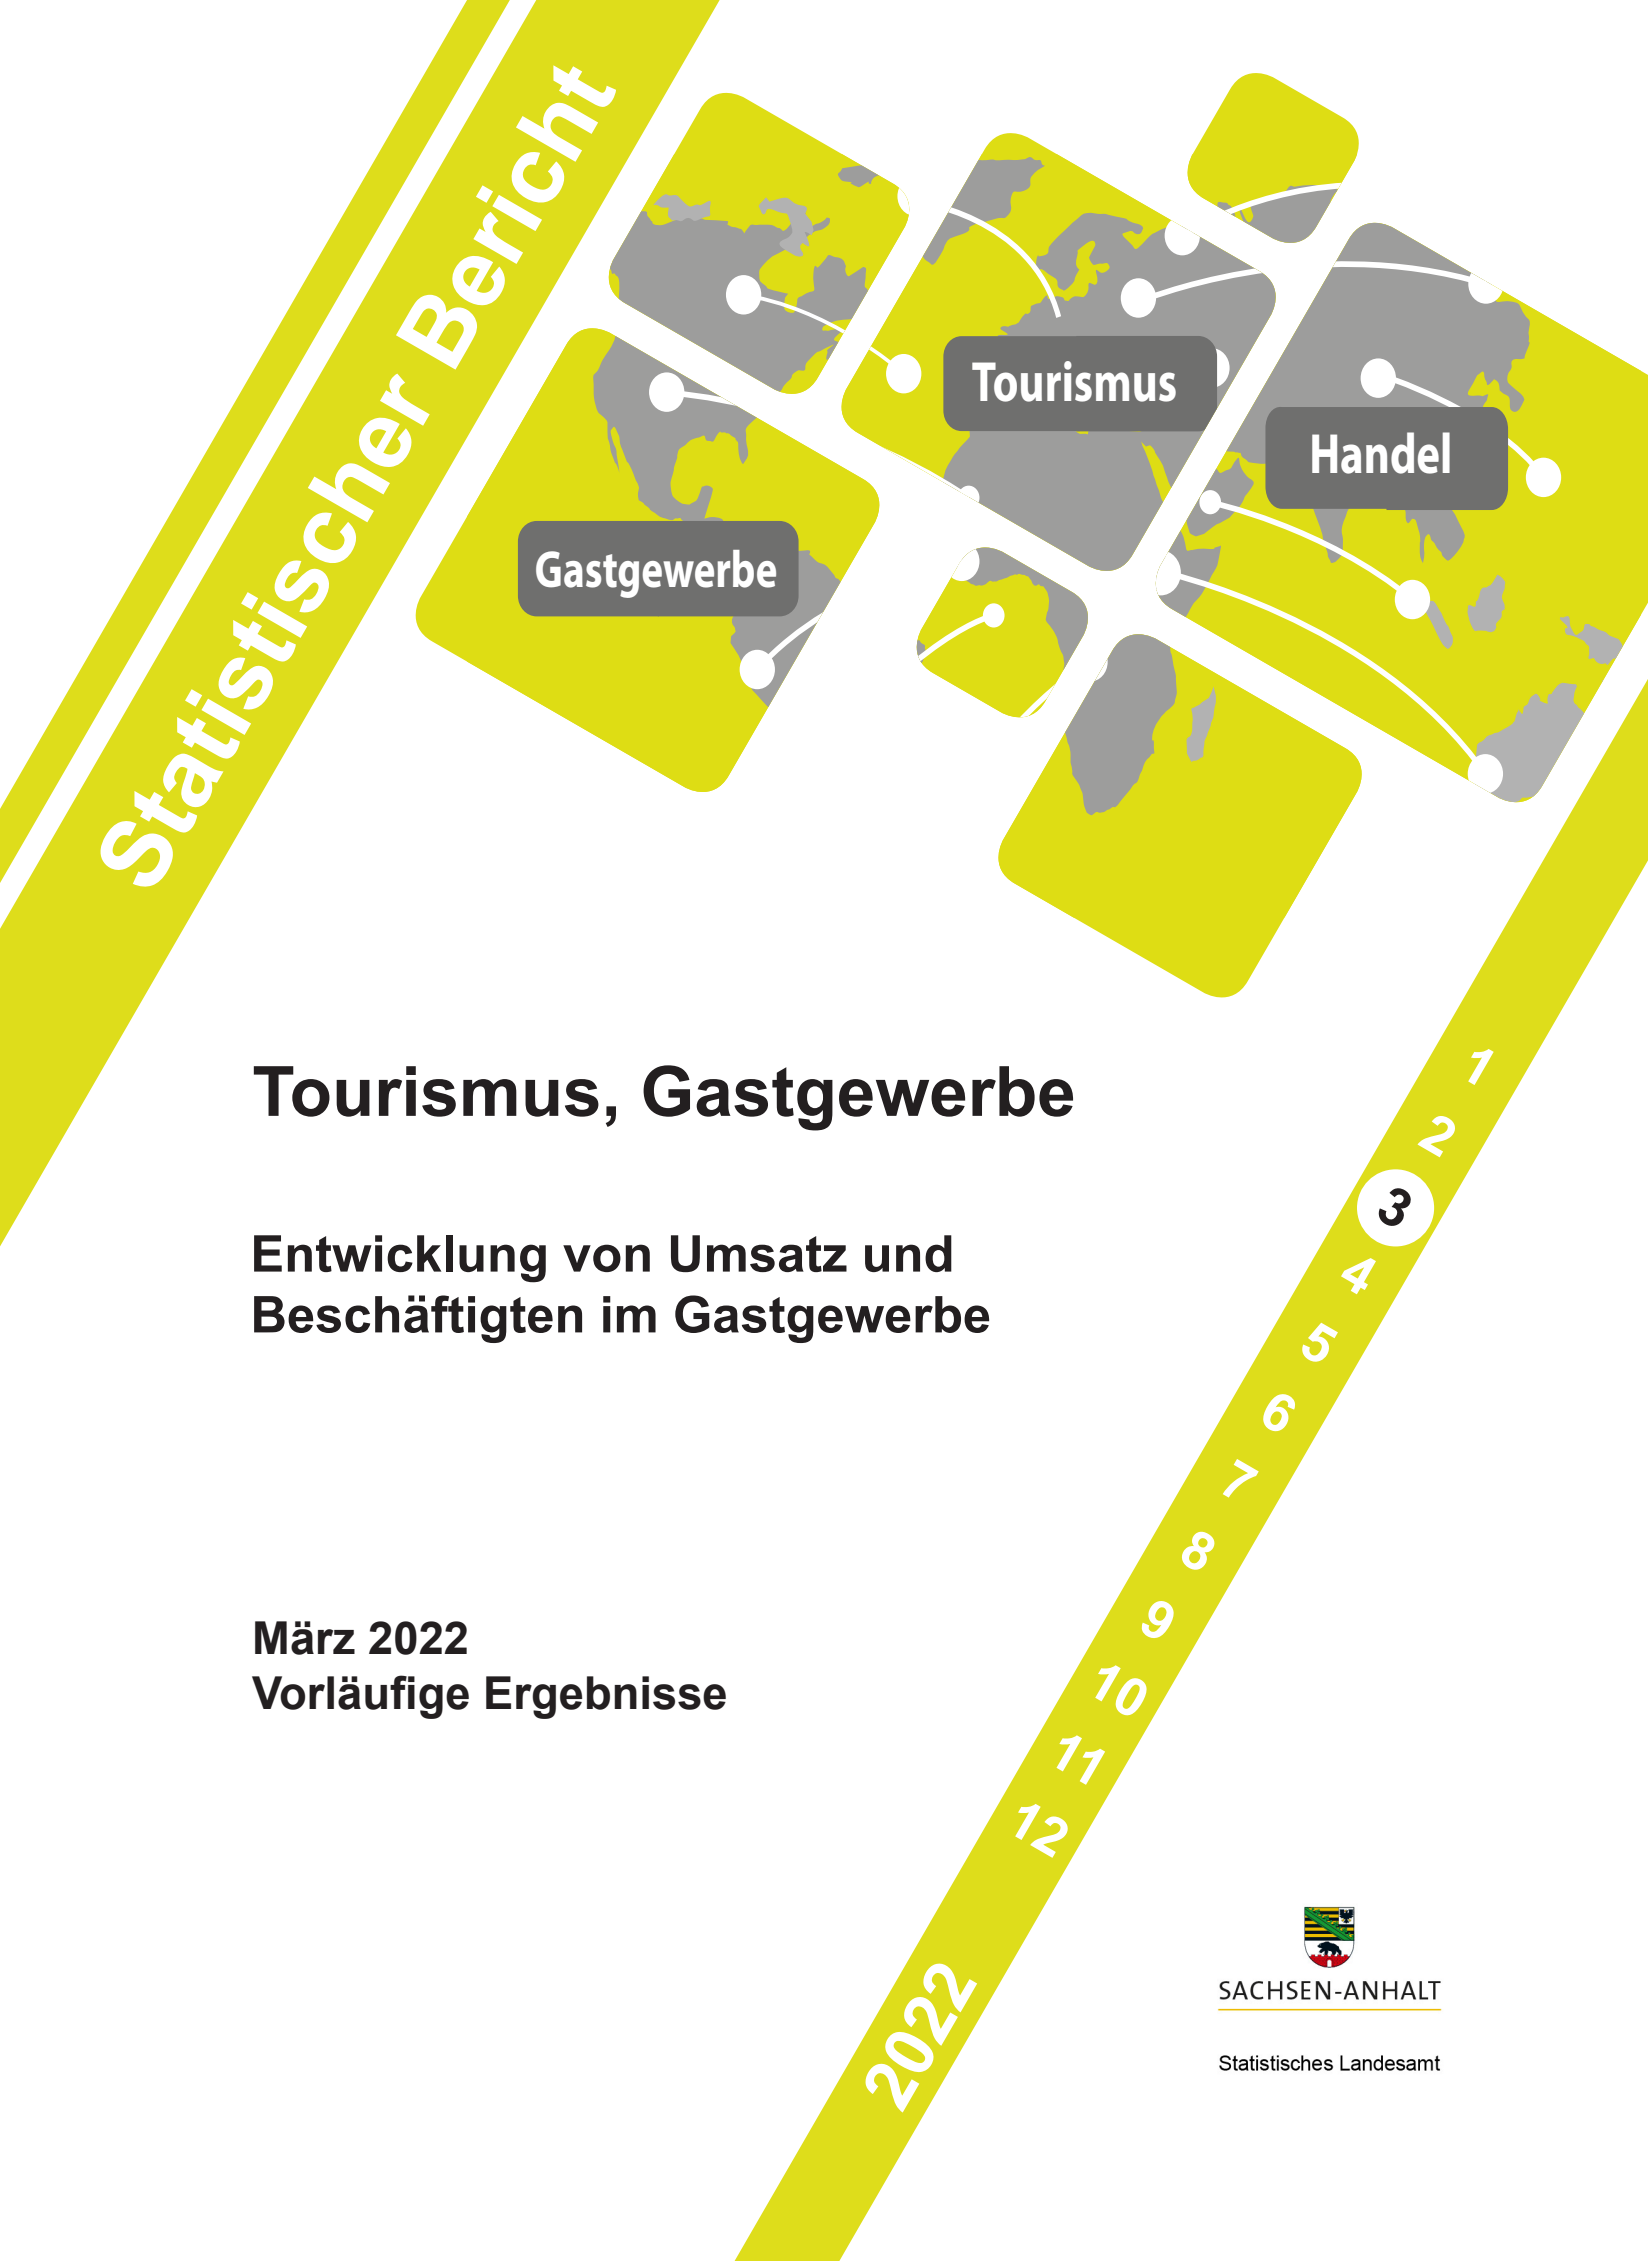 Statistischer Bericht
Tourismus
Handel
Gastgewerbe
Tourismus, Gastgewerbe
Entwicklung von Umsatz und
Beschäftigten im Gastgewerbe
März 2022
Vorläufige Ergebnisse
1
2
3
4
5
6
7
8
9
10
11
12
2022
SACHSEN-ANHALT
Statistisches Landesamt